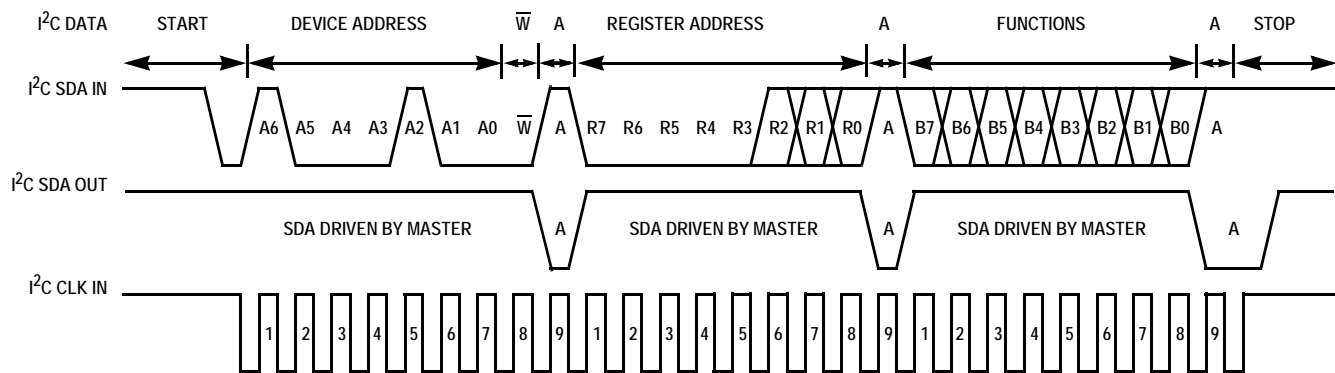 I²C DATA START DEVICE ADDRESS W̅ A REGISTER ADDRESS A FUNCTIONS A STOP
I²C SDA IN
A6 A5 A4 A3 A2 A1 A0 W̅ A R7 R6 R5 R4 R3 R2 R1 R0 A B7 B6 B5 B4 B3 B2 B1 B0 A
I²C SDA OUT
SDA DRIVEN BY MASTER A SDA DRIVEN BY MASTER A SDA DRIVEN BY MASTER A
I²C CLK IN
1 2 3 4 5 6 7 8 9 1 2 3 4 5 6 7 8 9 1 2 3 4 5 6 7 8 9